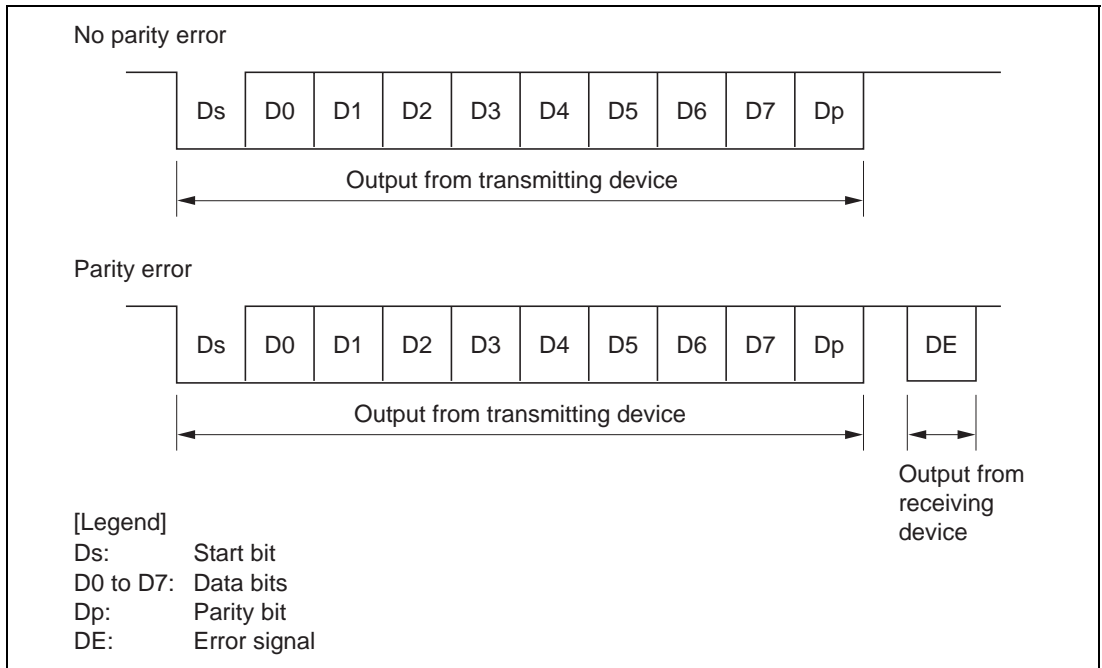 No parity error
Ds D0 D1 D2 D3 D4 D5 D6 D7 Dp
Output from transmitting device
Parity error
Ds D0 D1 D2 D3 D4 D5 D6 D7 Dp DE
Output from transmitting device
Output from
receiving
device
[Legend]
Ds: Start bit
D0 to D7: Data bits
Dp: Parity bit
DE: Error signal